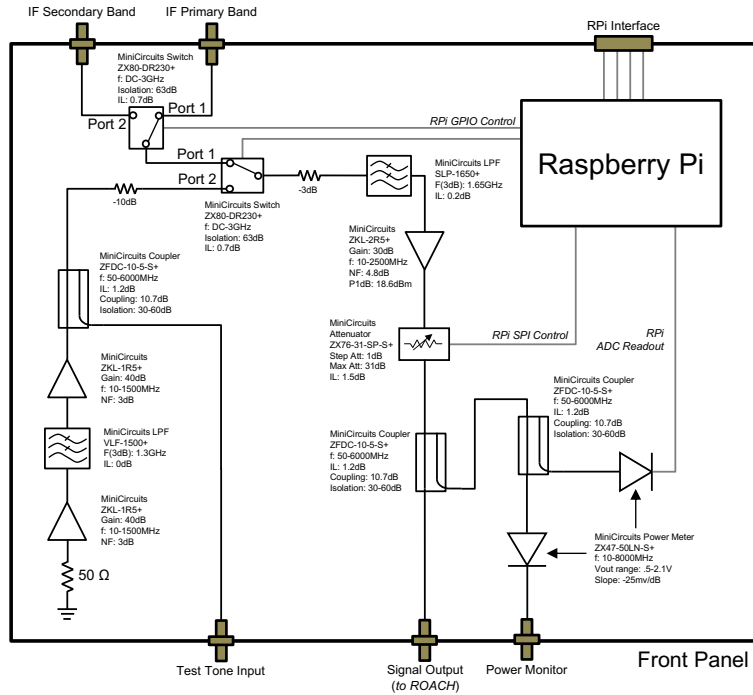 IF Secondary Band
IF Primary Band
RPi Interface
MiniCircuits Switch
ZX80-DR230+
f: DC-3GHz
Isolation: 63dB
IL: 0.7dB
Port 2
Port 1
RPi GPIO Control
Raspberry Pi
Port 1
Port 2
-10dB
-3dB
MiniCircuits LPF
SLP-1650+
F(3dB): 1.65GHz
IL: 0.2dB
MiniCircuits Switch
ZX80-DR230+
f: DC-3GHz
Isolation: 63dB
IL: 0.7dB
MiniCircuits
ZKL-2R5+
Gain: 30dB
f: 10-2500MHz
NF: 4.8dB
P1dB: 18.6dBm
MiniCircuits Coupler
ZFDC-10-5-S+
f: 50-6000MHz
IL: 1.2dB
Coupling: 10.7dB
Isolation: 30-60dB
MiniCircuits
Attenuator
ZX76-31-SP-S+
Step Att: 1dB
Max Att: 31dB
IL: 1.5dB
RPi SPI Control
RPi
ADC Readout
MiniCircuits
ZKL-1R5+
Gain: 40dB
f: 10-1500MHz
NF: 3dB
MiniCircuits Coupler
ZFDC-10-5-S+
f: 50-6000MHz
IL: 1.2dB
Coupling: 10.7dB
Isolation: 30-60dB
MiniCircuits LPF
VLF-1500+
F(3dB): 1.3GHz
IL: 0dB
MiniCircuits Coupler
ZFDC-10-5-S+
f: 50-6000MHz
IL: 1.2dB
Coupling: 10.7dB
Isolation: 30-60dB
MiniCircuits
ZKL-1R5+
Gain: 40dB
f: 10-1500MHz
NF: 3dB
MiniCircuits Power Meter
ZX47-50LN-S+
f: 10-8000MHz
Vout range: .5-2.1V
Slope: -25mv/dB
50 Ω
Front Panel
Test Tone Input
Signal Output
(to ROACH)
Power Monitor